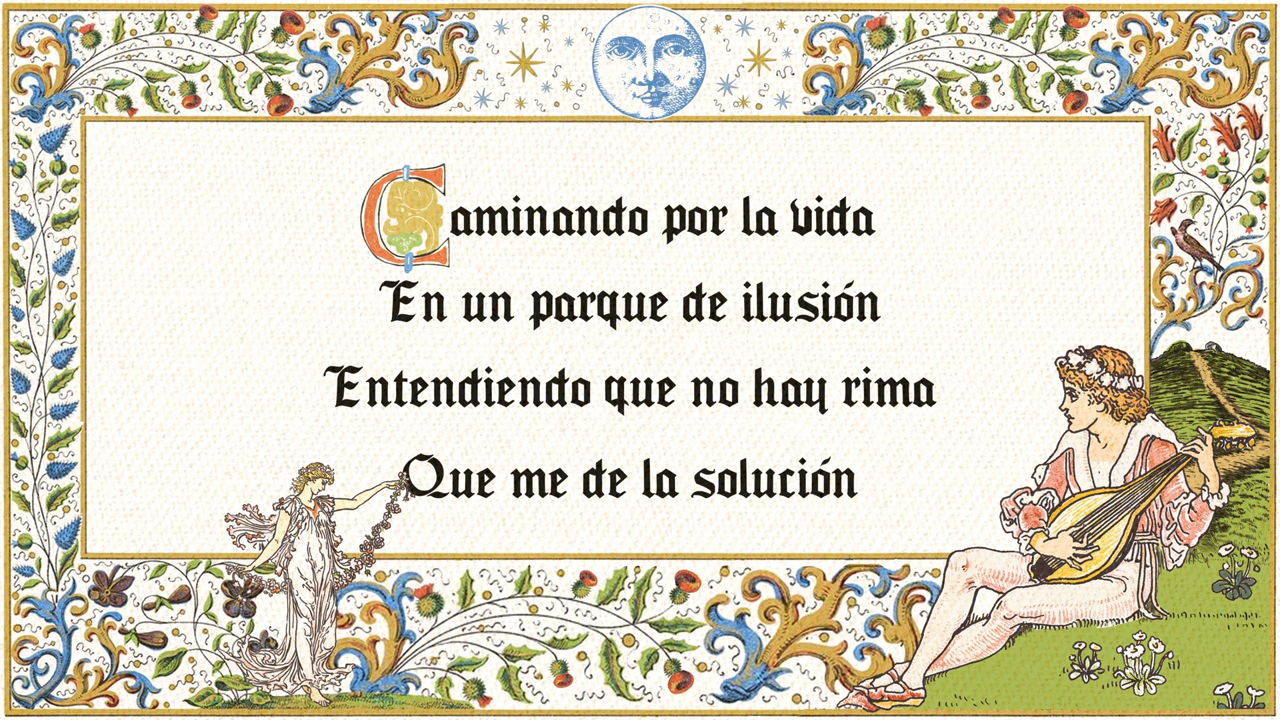 Caminando por la vida
En un parque de ilusión
Entendiendo que no hay rima
Que me de la solución